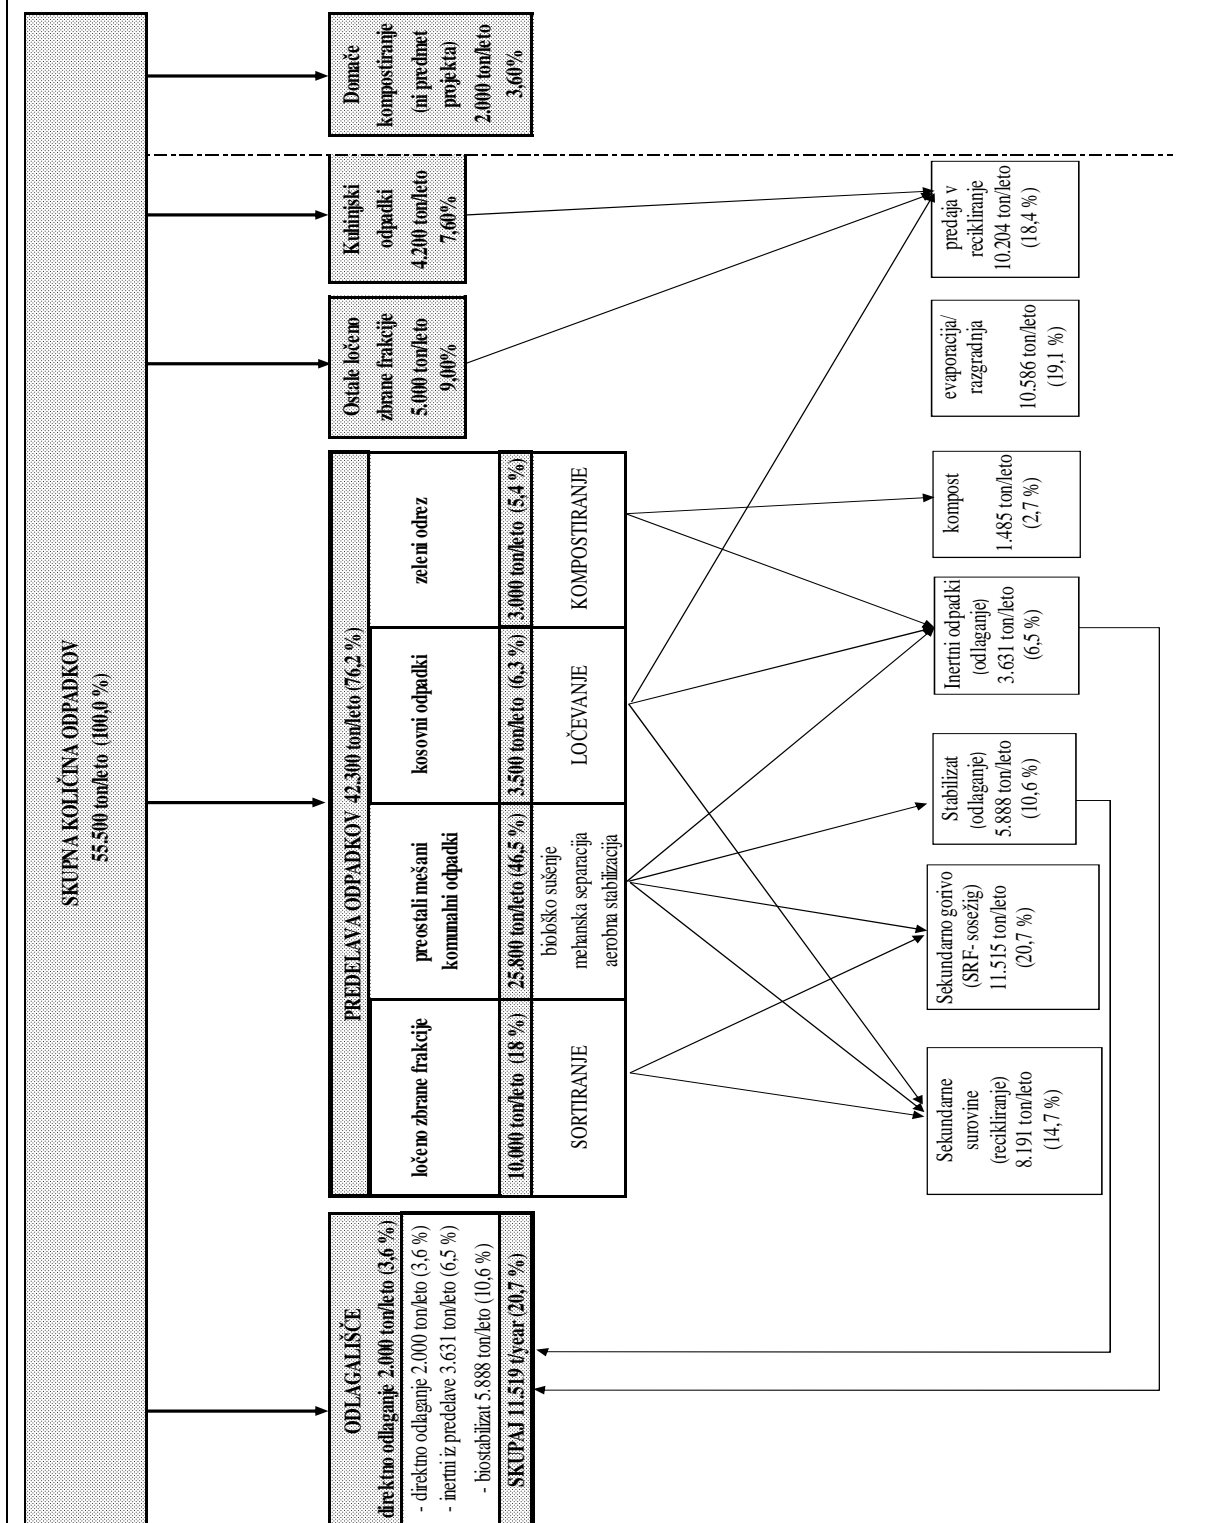 SKUPNA KOLIČINA ODPADKOV
55.500 ton/leto (100,0 %)
ODLAGALIŠČE
direktno odlaganje 2.000 ton/leto (3,6 %)
- direktno odlaganje 2.000 ton/leto (3,6 %)
- inertni iz predelave 3.631 ton/leto (6,5 %)
- biostabilizat 5.888 ton/leto (10,6 %)
SKUPAJ 11.519 t/year (20,7 %)
PREDELAVA ODPADKOV 42.300 ton/leto (76,2 %)
ločeno zbrane frakcije
10.000 ton/leto (18 %)
SORTIRANJE
preostali mešani
komunalni odpadki
25.800 ton/leto (46,5 %)
biološko sušenje
mehanska separacija
aerobna stabilizacija
kosovni odpadki
3.500 ton/leto (6,3 %)
LOČEVANJE
zeleni odrez
3.000 ton/leto (5,4 %)
KOMPOSTIRANJE
Ostale ločeno
zbrane frakcije
5.000 ton/leto
9,00%
Kuhinjski
odpadki
4.200 ton/leto
7,60%
Domače
kompostiranje
(ni predmet
projekta)
2.000 ton/leto
3,60%
Sekundarne
surovine
(recikliranje)
8.191 ton/leto
(14,7 %)
Sekundarno gorivo
(SRF- sosežig)
11.515 ton/leto
(20,7 %)
Stabilizat
(odlaganje)
5.888 ton/leto
(10,6 %)
Inertni odpadki
(odlaganje)
3.631 ton/leto
(6,5 %)
kompost
1.485 ton/leto
(2,7 %)
evaporacija/
razgradnja
10.586 ton/leto
(19,1 %)
predaja v
recikliranje
10.204 ton/leto
(18,4 %)